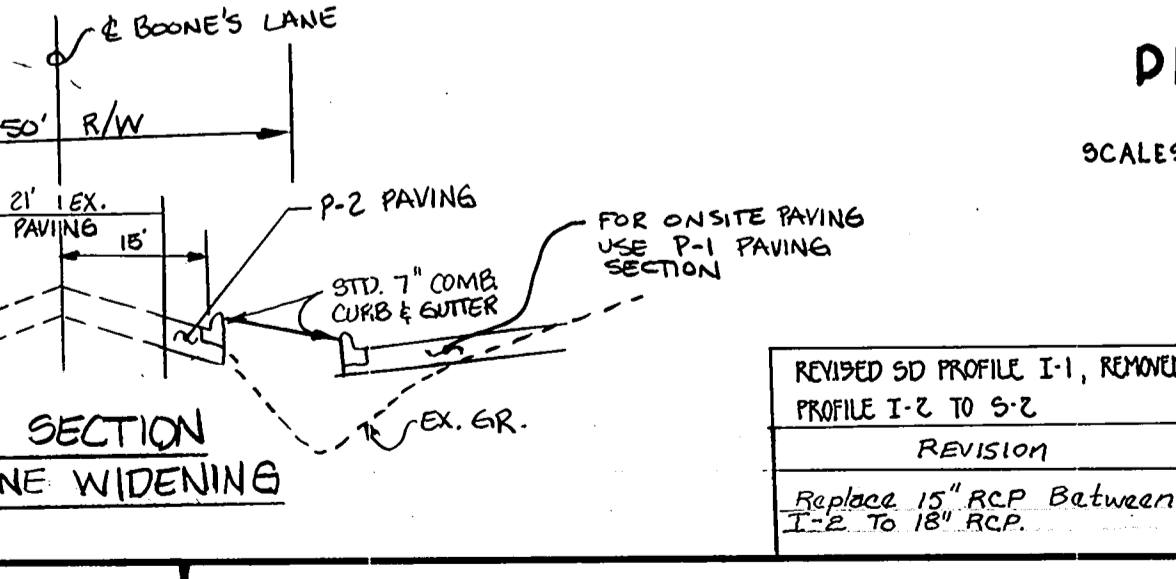 ℄ BOONE'S LANE
50' R/W
21' EX.
PAVING
15'
P-2 PAVING
STD. 7" COMB.
CURB & GUTTER
FOR ONSITE PAVING
USE P-1 PAVING
SECTION
EX. GR.
SECTION
NE WIDENING
SCALES
REVISED SD PROFILE I-1, REMOVED
PROFILE I-2 TO S-2
REVISION
Replace 15" RCP Between
I-2 To 18" RCP.